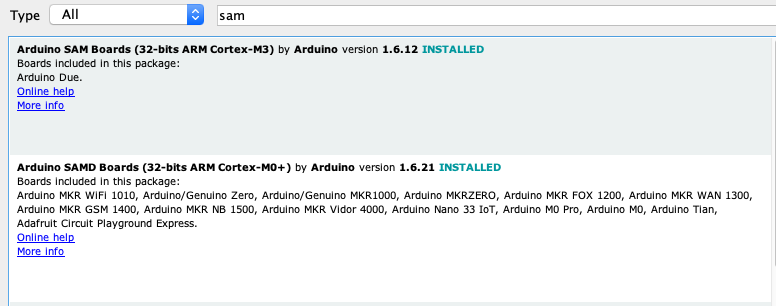 Type All sam
Arduino SAM Boards (32-bits ARM Cortex-M3) by Arduino version 1.6.12 INSTALLED
Boards included in this package:
Arduino Due.
Online help
More info
Arduino SAMD Boards (32-bits ARM Cortex-M0+) by Arduino version 1.6.21 INSTALLED
Boards included in this package:
Arduino MKR WiFi 1010, Arduino/Genuino Zero, Arduino/Genuino MKR1000, Arduino MKRZERO, Arduino MKR FOX 1200, Arduino MKR WAN 1300,
Arduino MKR GSM 1400, Arduino MKR NB 1500, Arduino MKR Vidor 4000, Arduino Nano 33 IoT, Arduino M0 Pro, Arduino M0, Arduino Tian,
Adafruit Circuit Playground Express.
Online help
More info